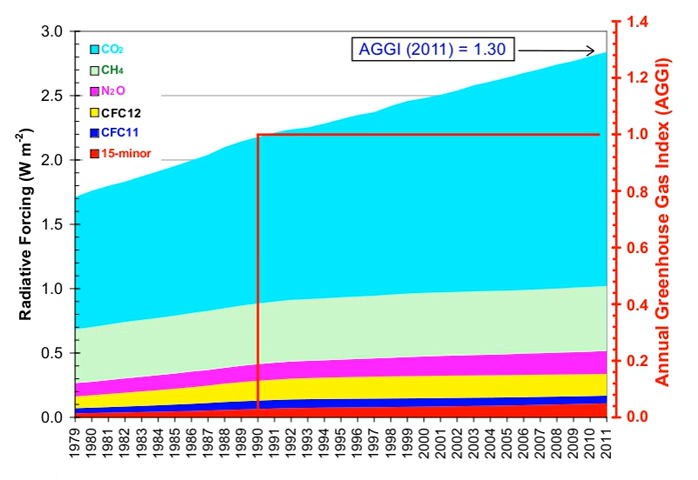 1.4
3.0
AGGI (2011) = 1.30
CO₂
CH₄
N₂O
CFC12
CFC11
15-minor
2.5
2.0
1.5
1.0
0.5
0.0
1.2
1.0
0.8
0.6
0.4
0.2
0.0
Radiative Forcing (W m⁻²)
Annual Greenhouse Gas Index (AGGI)
1979 1980 1981 1982 1983 1984 1985 1986 1987 1988 1989 1990 1991 1992 1993 1994 1995 1996 1997 1998 1999 2000 2001 2002 2003 2004 2005 2006 2007 2008 2009 2010 2011